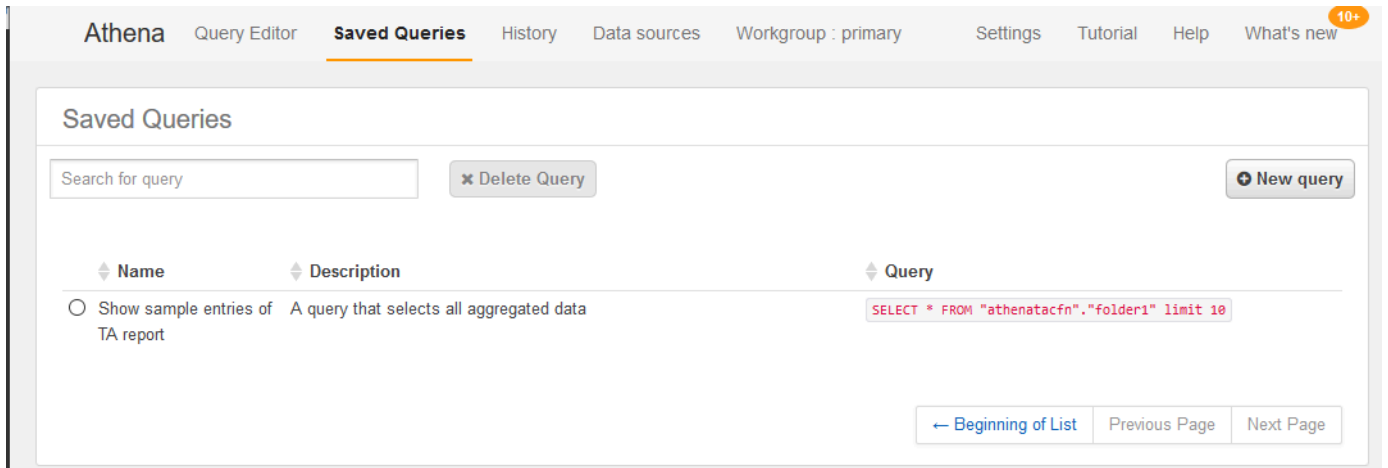 10+
Athena Query Editor Saved Queries History Data sources Workgroup : primary Settings Tutorial Help What's new
Saved Queries
Search for query Delete Query New query
Name Description Query
Show sample entries of A query that selects all aggregated data SELECT * FROM "athenatacfn"."folder1" limit 10
TA report
← Beginning of List Previous Page Next Page